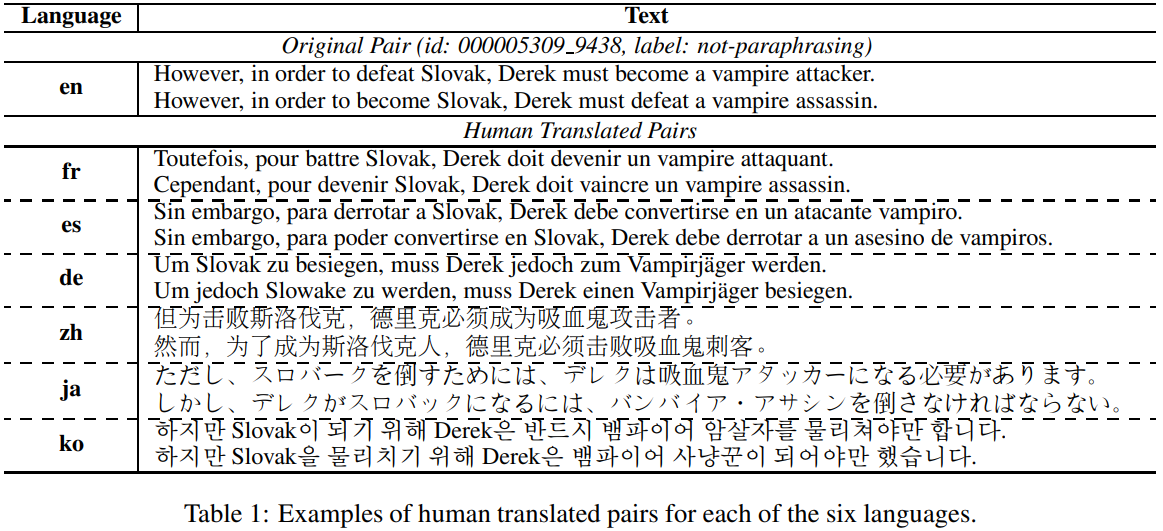 Language Text
Original Pair (id: 000005309_9438, label: not-paraphrasing)
en
However, in order to defeat Slovak, Derek must become a vampire attacker.
However, in order to become Slovak, Derek must defeat a vampire assassin.
Human Translated Pairs
fr
Toutefois, pour battre Slovak, Derek doit devenir un vampire attaquant.
Cependant, pour devenir Slovak, Derek doit vaincre un vampire assassin.
es
Sin embargo, para derrotar a Slovak, Derek debe convertirse en un atacante vampiro.
Sin embargo, para poder convertirse en Slovak, Derek debe derrotar a un asesino de vampiros.
de
Um Slovak zu besiegen, muss Derek jedoch zum Vampirjäger werden.
Um jedoch Slowake zu werden, muss Derek einen Vampirjäger besiegen.
zh
但为击败斯洛伐克，德里克必须成为吸血鬼攻击者。
然而，为了成为斯洛伐克人，德里克必须击败吸血鬼刺客。
ja
ただし、スロバークを倒すためには、デレクは吸血鬼アタッカーになる必要があります。
しかし、デレクがスロバックになるには、バンバイア・アサシンを倒さなければならない。
ko
하지만 Slovak이 되기 위해 Derek은 반드시 뱀파이어 암살자를 물리쳐야만 합니다.
하지만 Slovak을 물리치기 위해 Derek은 뱀파이어 사냥꾼이 되어야만 했습니다.
Table 1: Examples of human translated pairs for each of the six languages.